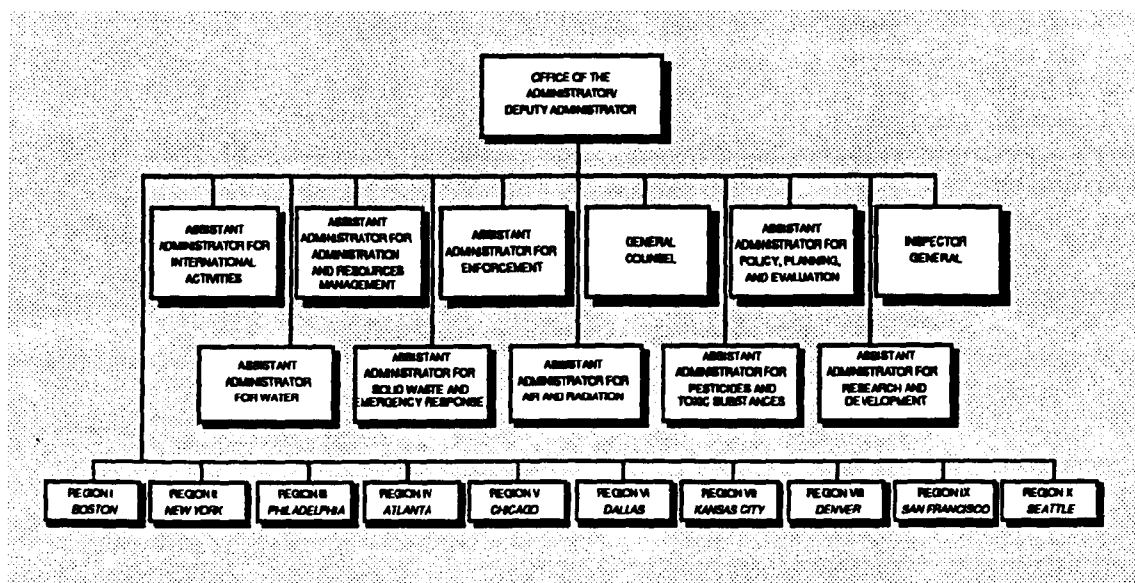 OFFICE OF THE
ADMINISTRATOR/
DEPUTY ADMINISTRATOR
ASSISTANT
ADMINISTRATOR FOR
INTERNATIONAL
ACTIVITIES
ASSISTANT
ADMINISTRATOR FOR
ADMINISTRATION
AND RESOURCES
MANAGEMENT
ASSISTANT
ADMINISTRATOR FOR
ENFORCEMENT
GENERAL
COUNSEL
ASSISTANT
ADMINISTRATOR FOR
POLICY, PLANNING,
AND EVALUATION
INSPECTOR
GENERAL
ASSISTANT
ADMINISTRATOR
FOR WATER
ASSISTANT
ADMINISTRATOR FOR
SOLID WASTE AND
EMERGENCY RESPONSE
ASSISTANT
ADMINISTRATOR FOR
AIR AND RADIATION
ASSISTANT
ADMINISTRATOR FOR
PESTICIDES AND
TOXIC SUBSTANCES
ASSISTANT
ADMINISTRATOR FOR
RESEARCH AND
DEVELOPMENT
REGION I
BOSTON
REGION II
NEW YORK
REGION III
PHILADELPHIA
REGION IV
ATLANTA
REGION V
CHICAGO
REGION VI
DALLAS
REGION VII
KANSAS CITY
REGION VIII
DENVER
REGION IX
SAN FRANCISCO
REGION X
SEATTLE